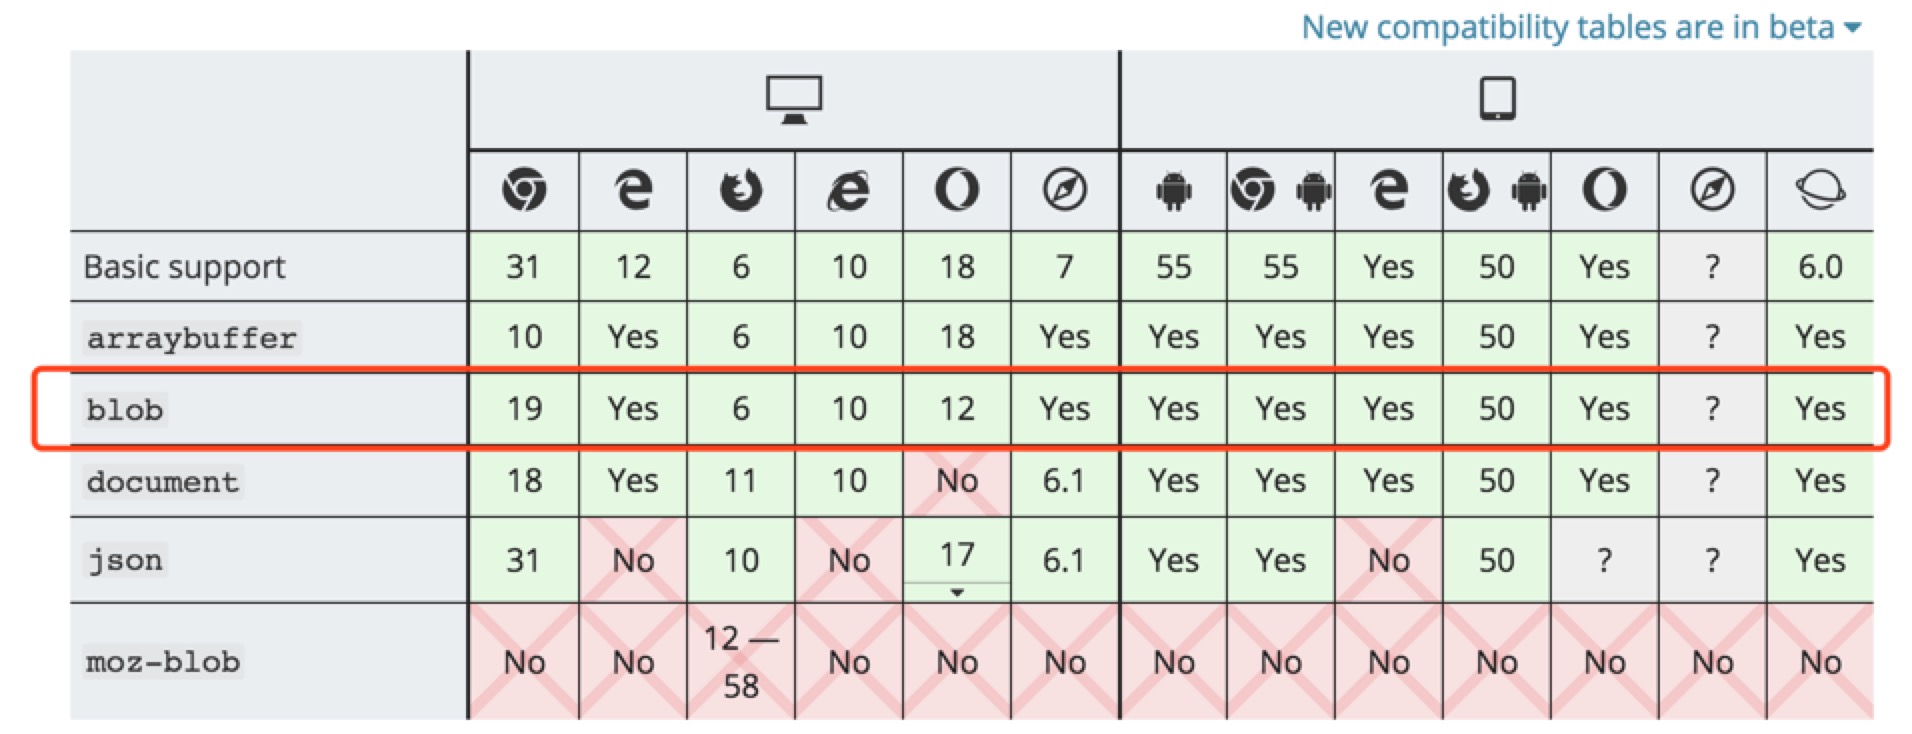 New compatibility tables are in beta
Basic support 31 12 6 10 18 7 55 55 Yes 50 Yes ? 6.0
arraybuffer 10 Yes 6 10 18 Yes Yes Yes Yes 50 Yes ? Yes
blob 19 Yes 6 10 12 Yes Yes Yes Yes 50 Yes ? Yes
document 18 Yes 11 10 No 6.1 Yes Yes Yes 50 Yes ? Yes
json 31 No 10 No 17 6.1 Yes Yes No 50 ? ? Yes
moz-blob No No 12 — 58 No No No No No No No No No No